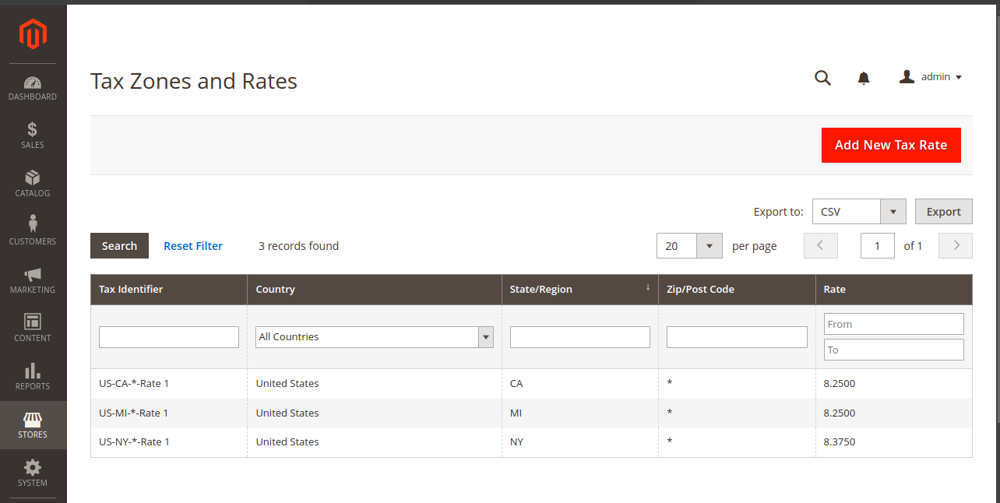 DASHBOARD
SALES
CATALOG
CUSTOMERS
MARKETING
CONTENT
REPORTS
STORES
SYSTEM
Tax Zones and Rates
admin
Add New Tax Rate
Export to: CSV Export
Search Reset Filter 3 records found 20 per page 1 of 1
Tax Identifier Country State/Region ↓ Zip/Post Code Rate
All Countries From
To
US-CA-*-Rate 1 United States CA * 8.2500
US-MI-*-Rate 1 United States MI * 8.2500
US-NY-*-Rate 1 United States NY * 8.3750